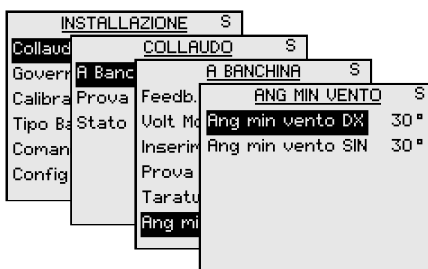 INSTALLAZIONE S
Collaud
Govern
Calibra
Tipo Ba
Coman
Config
COLLAUDO S
A Banc
Prova
Stato
A BANCHINA S
Feedb.
Volt Mo
Inserim
Prova
Taratu
Ang mi
ANG MIN VENTO S
Ang min vento DX 30°
Ang min vento SIN 30°